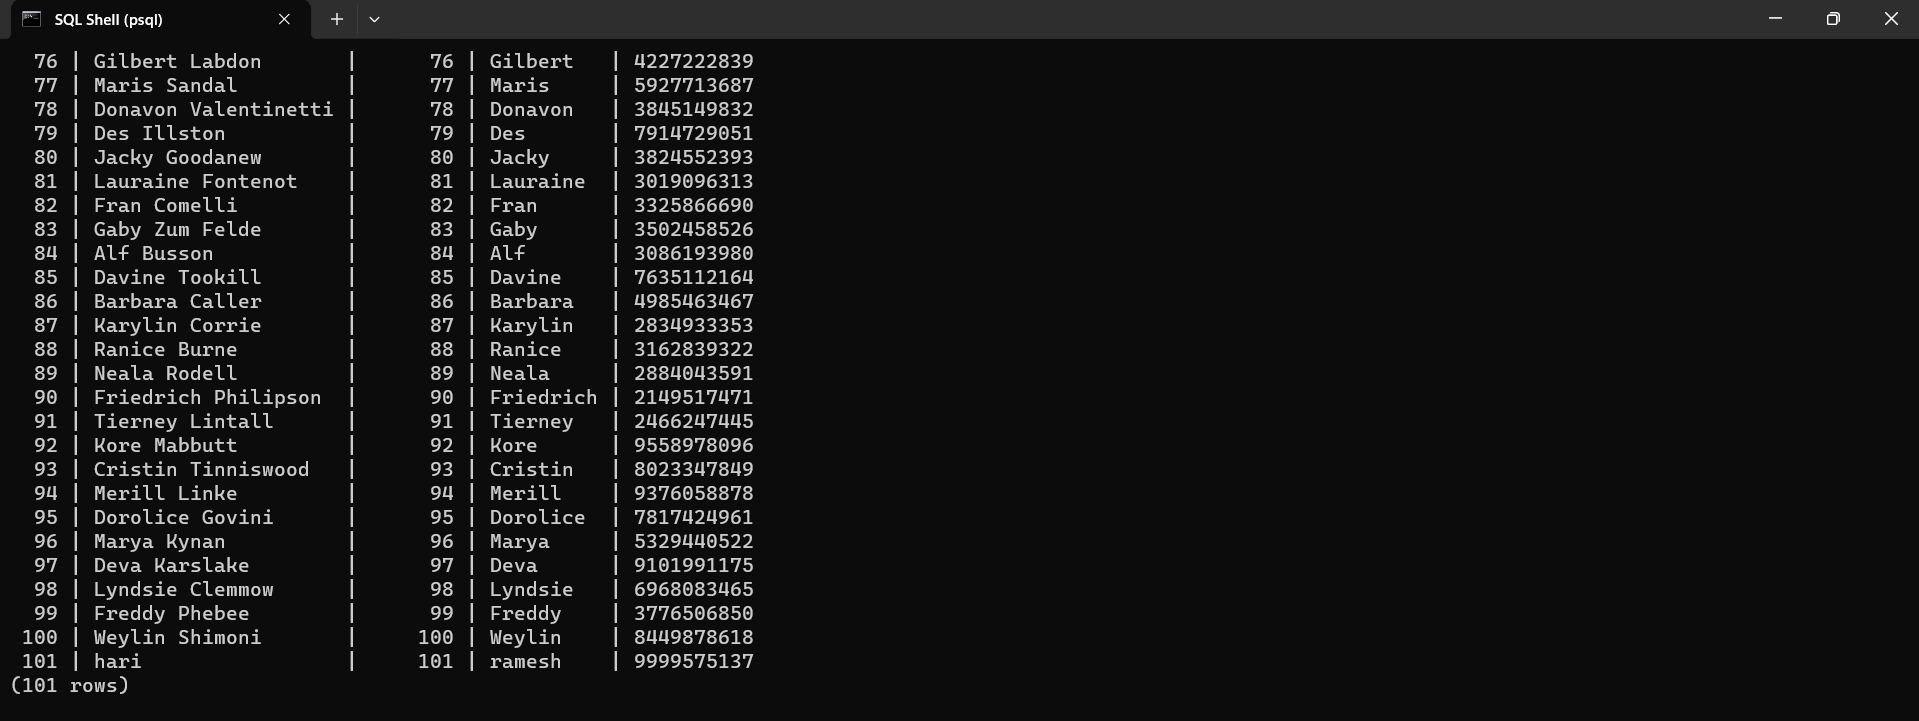 SQL Shell (psql)
76 | Gilbert Labdon | 76 | Gilbert | 4227222839
77 | Maris Sandal | 77 | Maris | 5927713687
78 | Donavon Valentinetti | 78 | Donavon | 3845149832
79 | Des Illston | 79 | Des | 7914729051
80 | Jacky Goodanew | 80 | Jacky | 3824552393
81 | Lauraine Fontenot | 81 | Lauraine | 3019096313
82 | Fran Comelli | 82 | Fran | 3325866690
83 | Gaby Zum Felde | 83 | Gaby | 3502458526
84 | Alf Busson | 84 | Alf | 3086193980
85 | Davine Tookill | 85 | Davine | 7635112164
86 | Barbara Caller | 86 | Barbara | 4985463467
87 | Karylin Corrie | 87 | Karylin | 2834933353
88 | Ranice Burne | 88 | Ranice | 3162839322
89 | Neala Rodell | 89 | Neala | 2884043591
90 | Friedrich Philipson | 90 | Friedrich | 2149517471
91 | Tierney Lintall | 91 | Tierney | 2466247445
92 | Kore Mabbutt | 92 | Kore | 9558978096
93 | Cristin Tinniswood | 93 | Cristin | 8023347849
94 | Merill Linke | 94 | Merill | 9376058878
95 | Dorolice Govini | 95 | Dorolice | 7817424961
96 | Marya Kynan | 96 | Marya | 5329440522
97 | Deva Karslake | 97 | Deva | 9101991175
98 | Lyndsie Clemmow | 98 | Lyndsie | 6968083465
99 | Freddy Phebee | 99 | Freddy | 3776506850
100 | Weylin Shimoni | 100 | Weylin | 8449878618
101 | hari | 101 | ramesh | 9999575137
(101 rows)